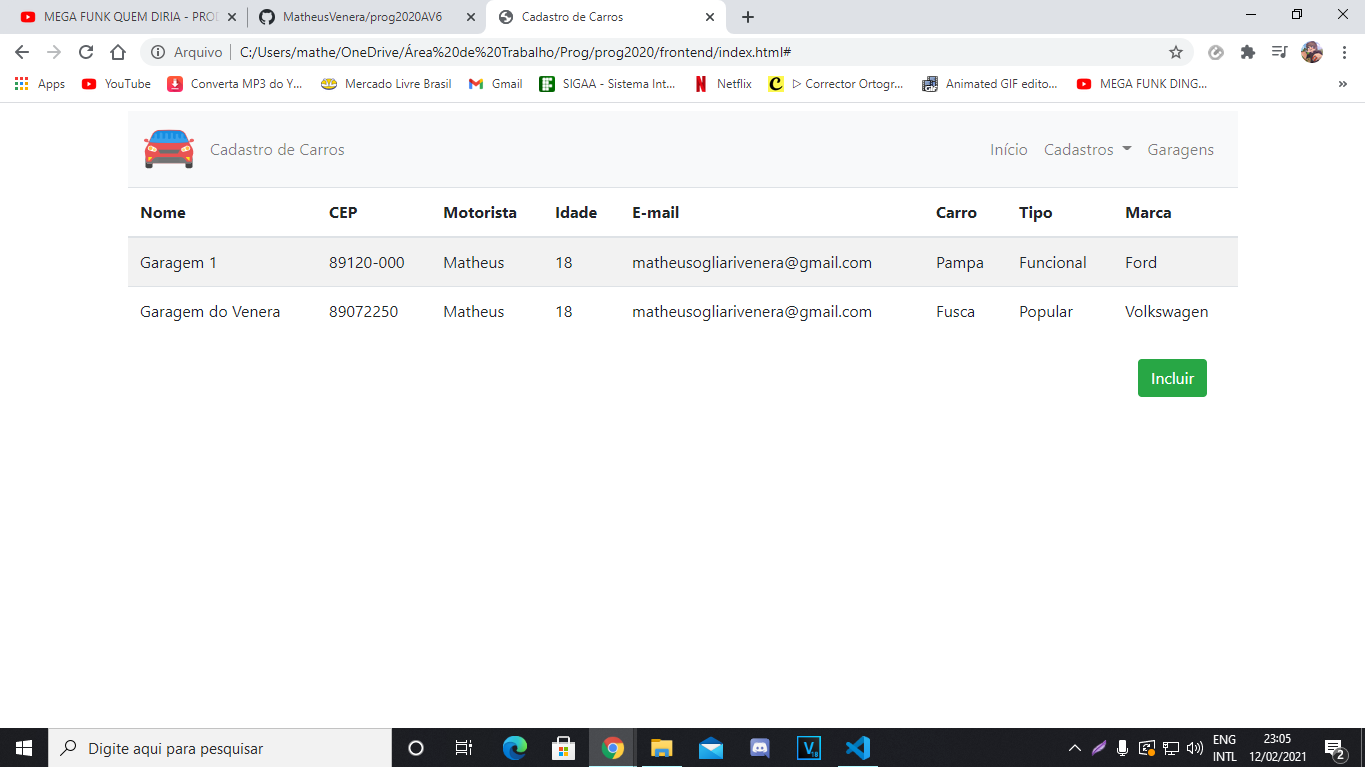 MEGA FUNK QUEM DIRIA - PRO
MatheusVenera/prog2020AV6
Cadastro de Carros
Arquivo
C:/Users/mathe/OneDrive/Área%20de%20Trabalho/Prog/prog2020/frontend/index.html#
Apps YouTube Converta MP3 do Y... Mercado Livre Brasil Gmail SIGAA - Sistema Int... Netflix ▷ Corrector Ortogr... Animated GIF edito... MEGA FUNK DING... »
Cadastro de Carros Início Cadastros Garagens
Nome CEP Motorista Idade E-mail Carro Tipo Marca
Garagem 1 89120-000 Matheus 18 matheusogliarivenera@gmail.com Pampa Funcional Ford
Garagem do Venera 89072250 Matheus 18 matheusogliarivenera@gmail.com Fusca Popular Volkswagen
Incluir
Digite aqui para pesquisar
ENG
INTL
23:05
12/02/2021
2